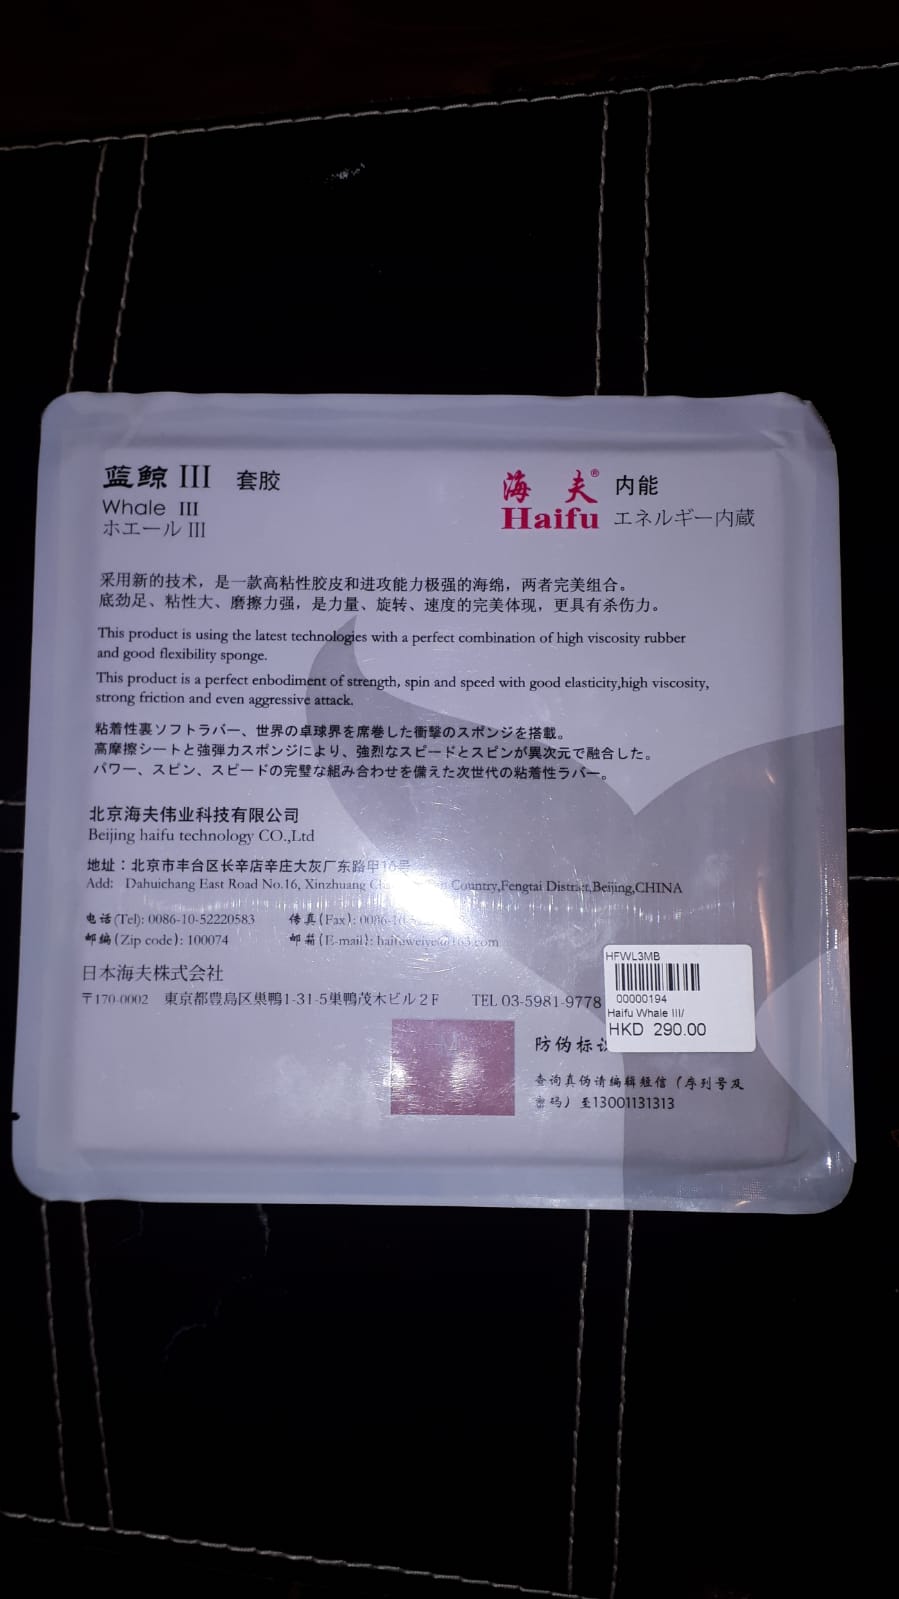 蓝鲸 III 套胶
Whale III
ホエール III
海夫® 内能
Haifu エネルギー内蔵
采用新的技术，是一款高粘性胶皮和进攻能力极强的海绵，两者完美组合。
底劲足、粘性大、磨擦力强，是力量、旋转、速度的完美体现，更具有杀伤力。
This product is using the latest technologies with a perfect combination of high viscosity rubber
and good flexibility sponge.
This product is a perfect enbodiment of strength, spin and speed with good elasticity,high viscosity,
strong friction and even aggressive attack.
粘着性裏ソフトラバー、世界の卓球界を席巻した衝撃のスポンジを搭載。
高摩擦シートと強弾力スポンジにより、強烈なスピードとスピンが異次元で融合した。
パワー、スピン、スピードの完璧な組み合わせを備えた次世代の粘着性ラバー。
北京海夫伟业科技有限公司
Beijing haifu technology CO.,Ltd
地址：北京市丰台区长辛店辛庄大灰厂东路甲16号
Add: Dahuichang East Road No.16, Xinzhuang Country,Fengtai District,Beijing,CHINA
电话(Tel): 0086-10-52220583 传真(Fax): 0086-10-
邮编(Zip code): 100074 邮箱(E-mail): haifuweiye@163.com
日本海夫株式会社
〒170-0002 東京都豊島区巣鴨1-31-5巣鴨茂木ビル２F TEL 03-5981-9778
HFWL3MB
00000194
Haifu Whale III/
HKD 290.00
防伪标识
查询真伪请编辑短信（序列号及
密码）至13001131313